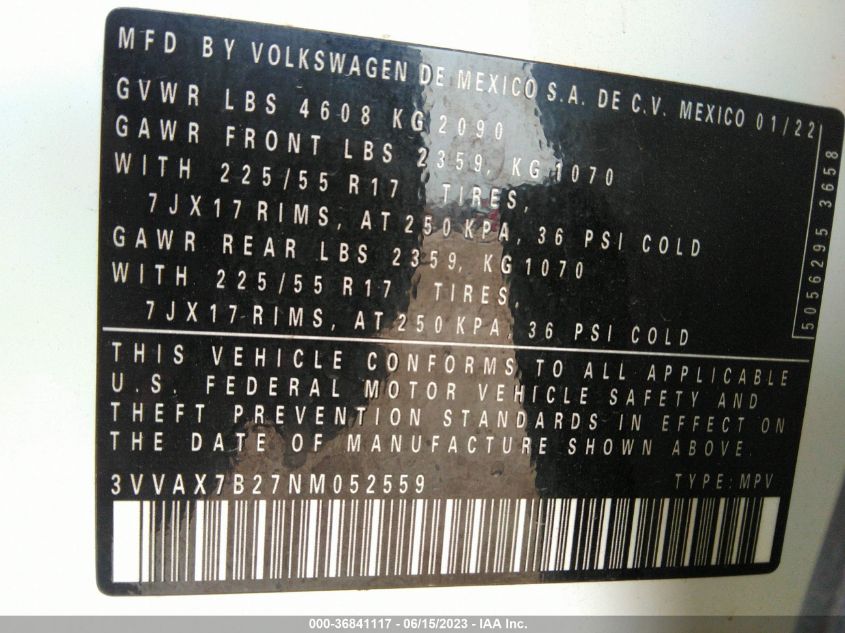 MFD BY VOLKSWAGEN DE MEXICO S.A. DE C.V. MEXICO 01/22
GVWR LBS 4608 KG 2090
GAWR FRONT LBS 2359, KG1070
WITH 225/55 R17 TIRES,
7JX17 RIMS, AT 250 KPA, 36 PSI COLD
GAWR REAR LBS 2359, KG1070
WITH 225/55 R17 TIRES,
7JX17 RIMS, AT 250 KPA, 36 PSI COLD
5056295 3658
THIS VEHICLE CONFORMS TO ALL APPLICABLE
U.S. FEDERAL MOTOR VEHICLE SAFETY AND
THEFT PREVENTION STANDARDS IN EFFECT ON
THE DATE OF MANUFACTURE SHOWN ABOVE.
3VVAX7B27NM052559 TYPE: MPV
000-36841117 - 06/15/2023 - IAA Inc.